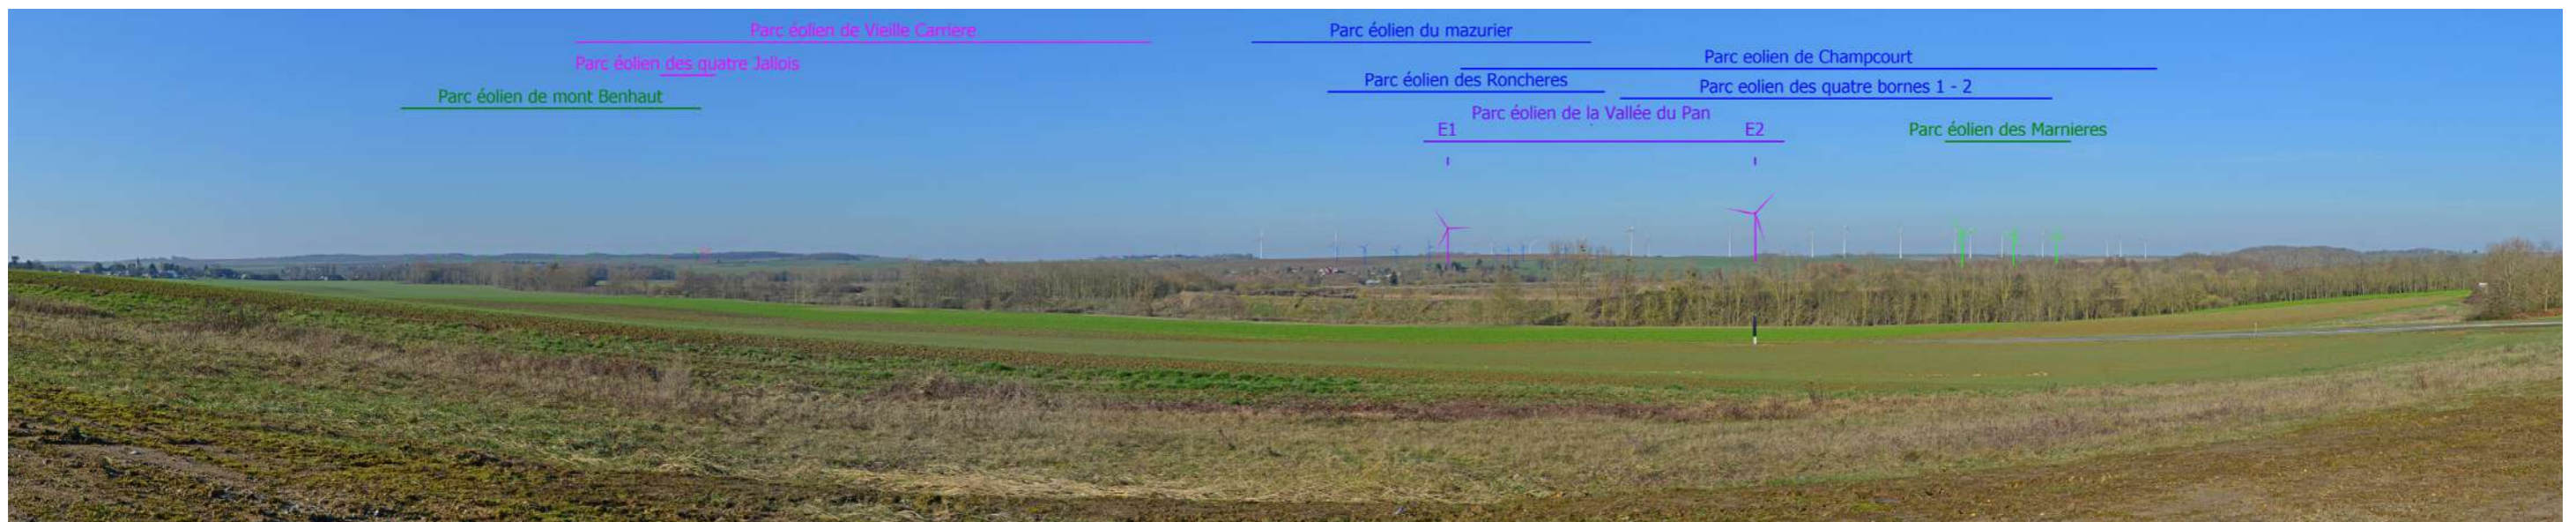 Parc éolien de Vieille Carriere
Parc éolien du mazurier
Parc eolien de Champcourt
Parc éolien des quatre Jallois
Parc éolien des Roncheres
Parc eolien des quatre bornes 1 - 2
Parc éolien de mont Benhaut
Parc éolien de la Vallée du Pan
E1
E2
Parc éolien des Marnieres